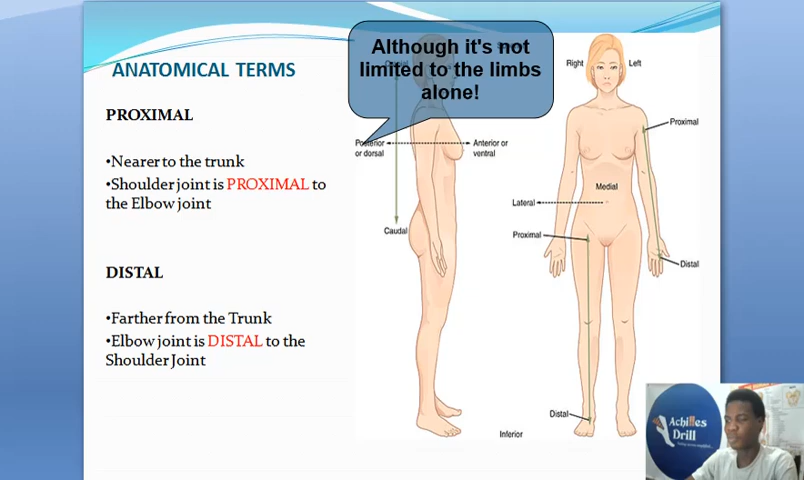 Although it's not
limited to the limbs
alone!
ANATOMICAL TERMS
PROXIMAL
•Nearer to the trunk
•Shoulder joint is PROXIMAL to
the Elbow joint
DISTAL
•Farther from the Trunk
•Elbow joint is DISTAL to the
Shoulder Joint
Posterior
or dorsal
Anterior or
ventral
Caudal
Right
Left
Proximal
Medial
Lateral
Proximal
Distal
Distal
Inferior
Achilles
Drill